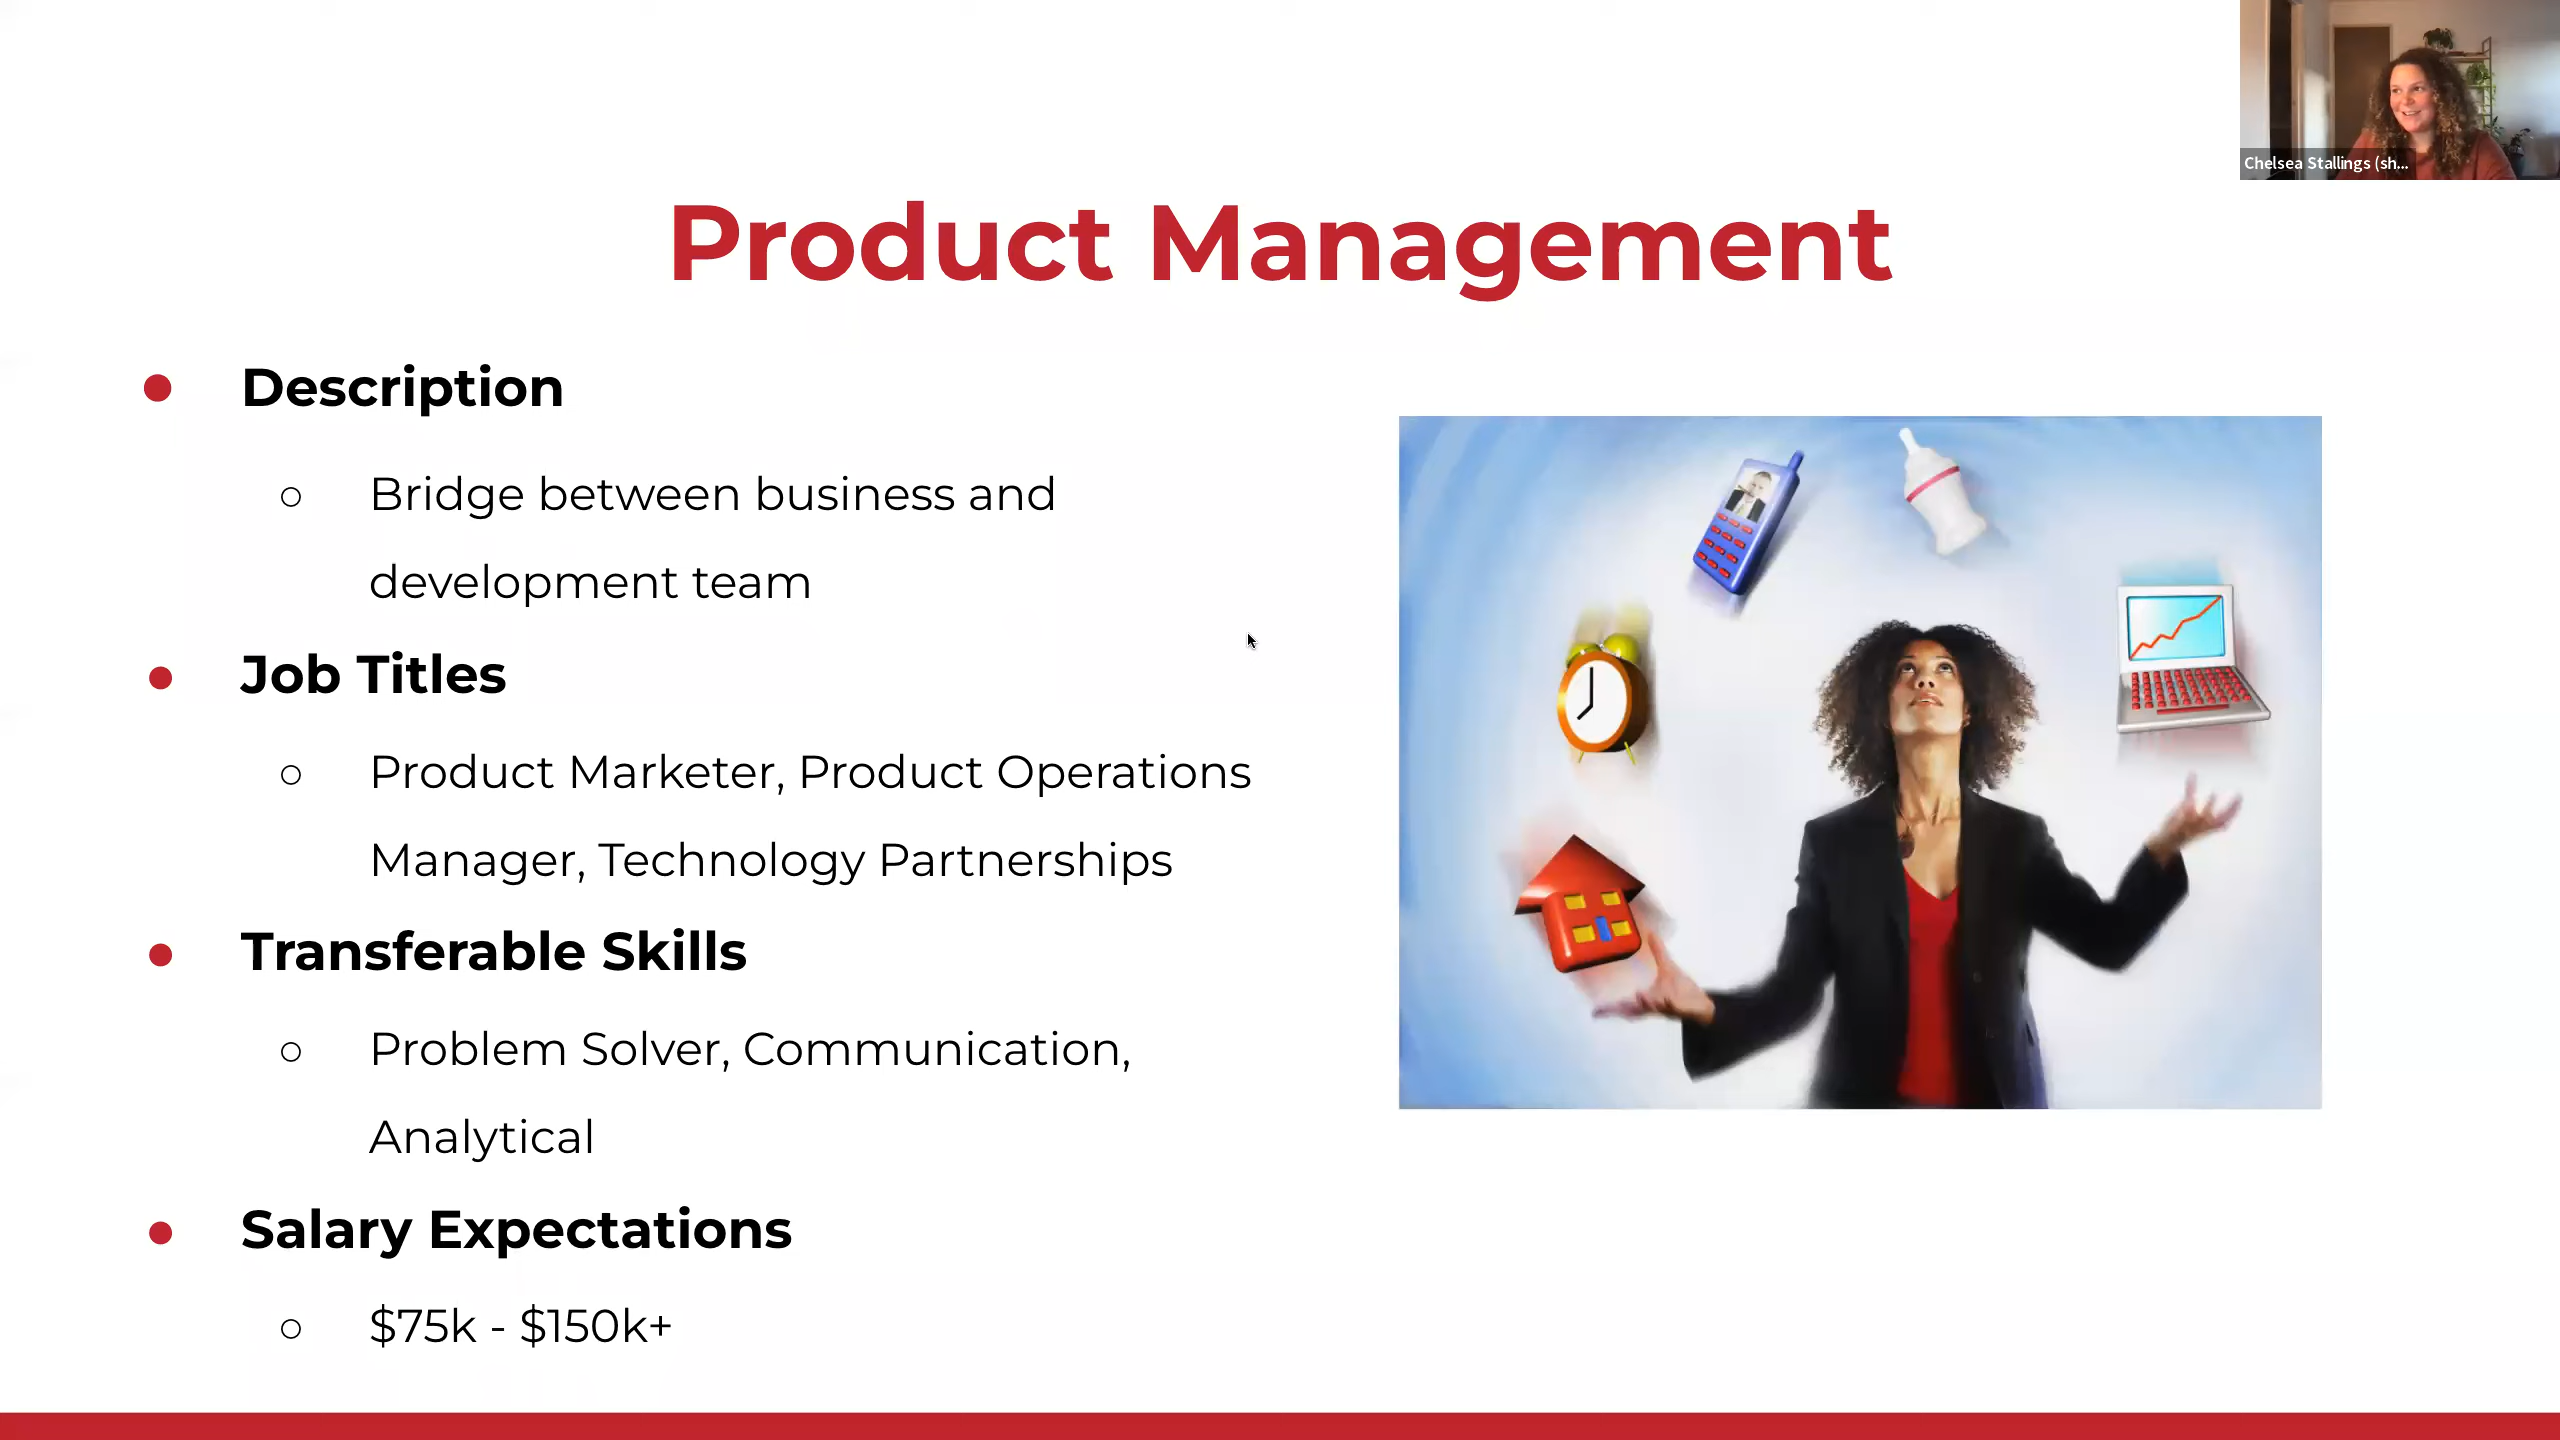 Chelsea Stallings (sh...
Product Management
Description
Bridge between business and
development team
Job Titles
Product Marketer, Product Operations
Manager, Technology Partnerships
Transferable Skills
Problem Solver, Communication,
Analytical
Salary Expectations
$75k - $150k+